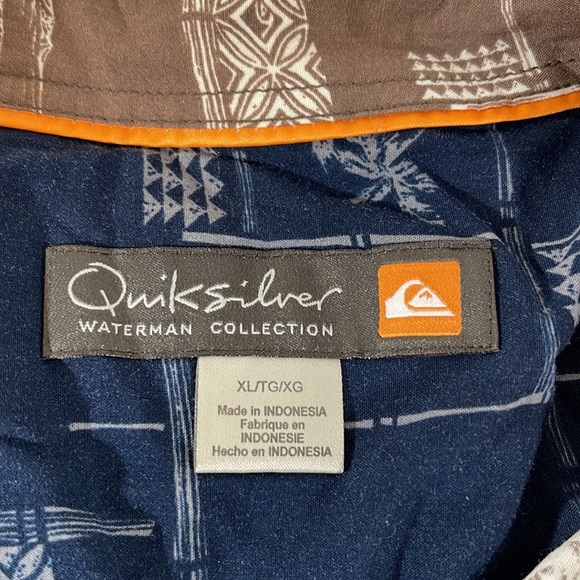 Quiksilver
WATERMAN COLLECTION
XL/TG/XG
Made in INDONESIA
Fabrique en
INDONESIE
Hecho en INDONESIA